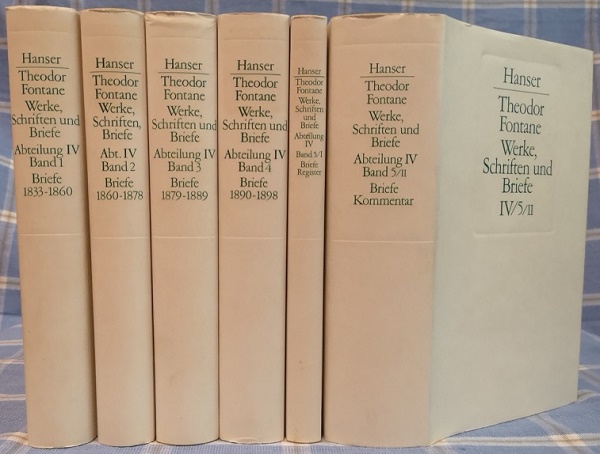 Hanser
Theodor
Fontane
Werke,
Schriften und
Briefe
Abteilung IV
Band 1
Briefe
1833-1860
Hanser
Theodor
Fontane
Werke,
Schriften,
Briefe
Abt. IV
Band 2
Briefe
1860-1878
Hanser
Theodor
Fontane
Werke,
Schriften und
Briefe
Abteilung IV
Band 3
Briefe
1879-1889
Hanser
Theodor
Fontane
Werke,
Schriften und
Briefe
Abteilung IV
Band 4
Briefe
1890-1898
Hanser
Theodor
Fontane
Werke,
Schriften
und
Briefe
Abteilung
IV
Band 5/I
Briefe
Register
Hanser
Theodor
Fontane
Werke,
Schriften und
Briefe
Abteilung IV
Band 5/II
Briefe
Kommentar
Hanser
Theodor
Fontane
Werke,
Schriften und
Briefe
IV/5/II